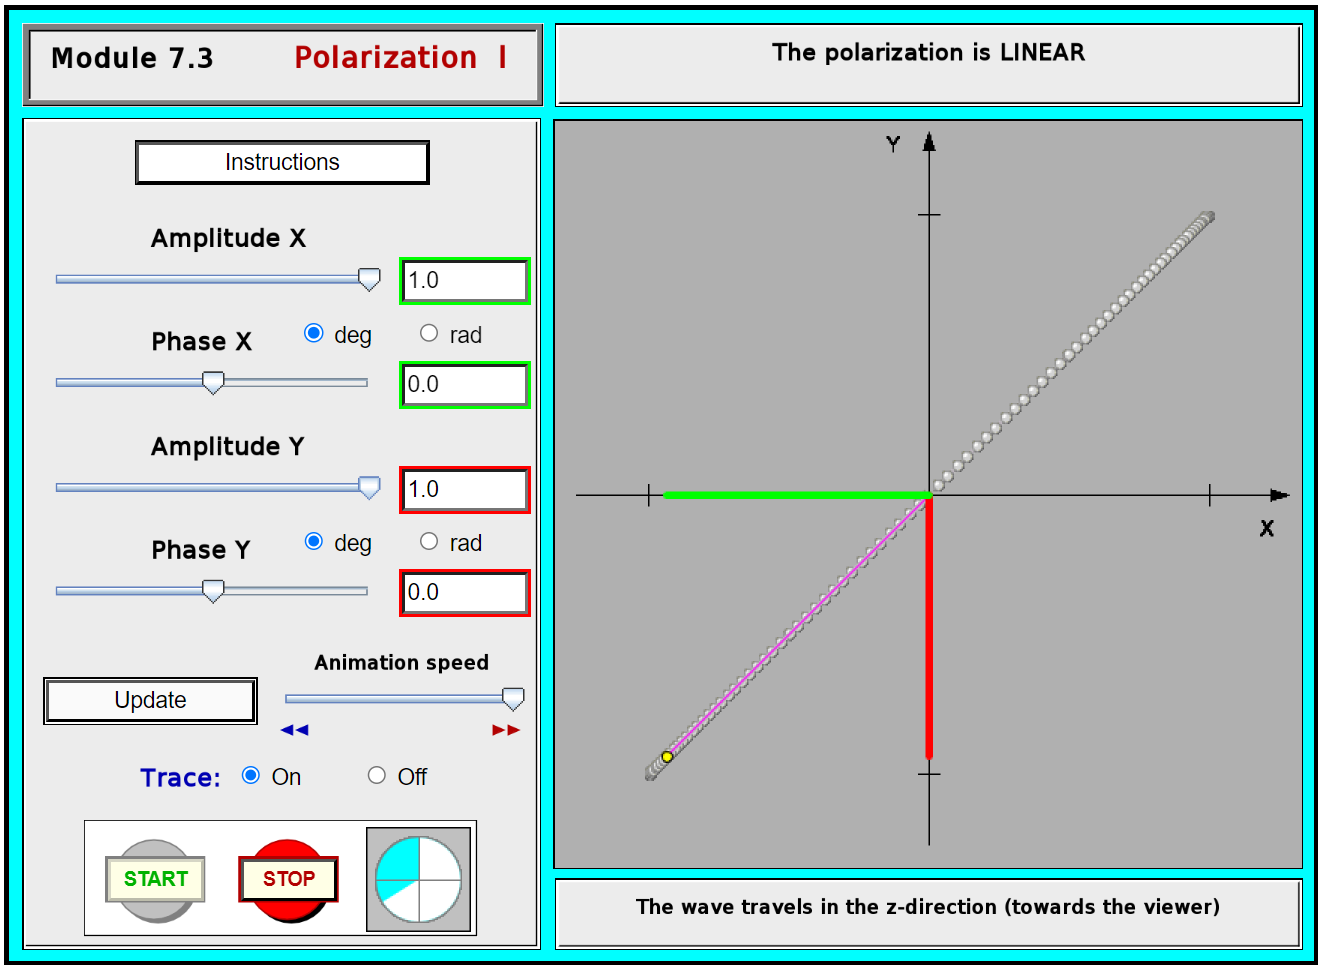 Module 7.3 Polarization I
The polarization is LINEAR
Instructions
Amplitude X
1.0
Phase X
deg
rad
0.0
Amplitude Y
1.0
Phase Y
deg
rad
0.0
Animation speed
Update
Trace:
On
Off
START
STOP
Y
X
The wave travels in the z-direction (towards the viewer)